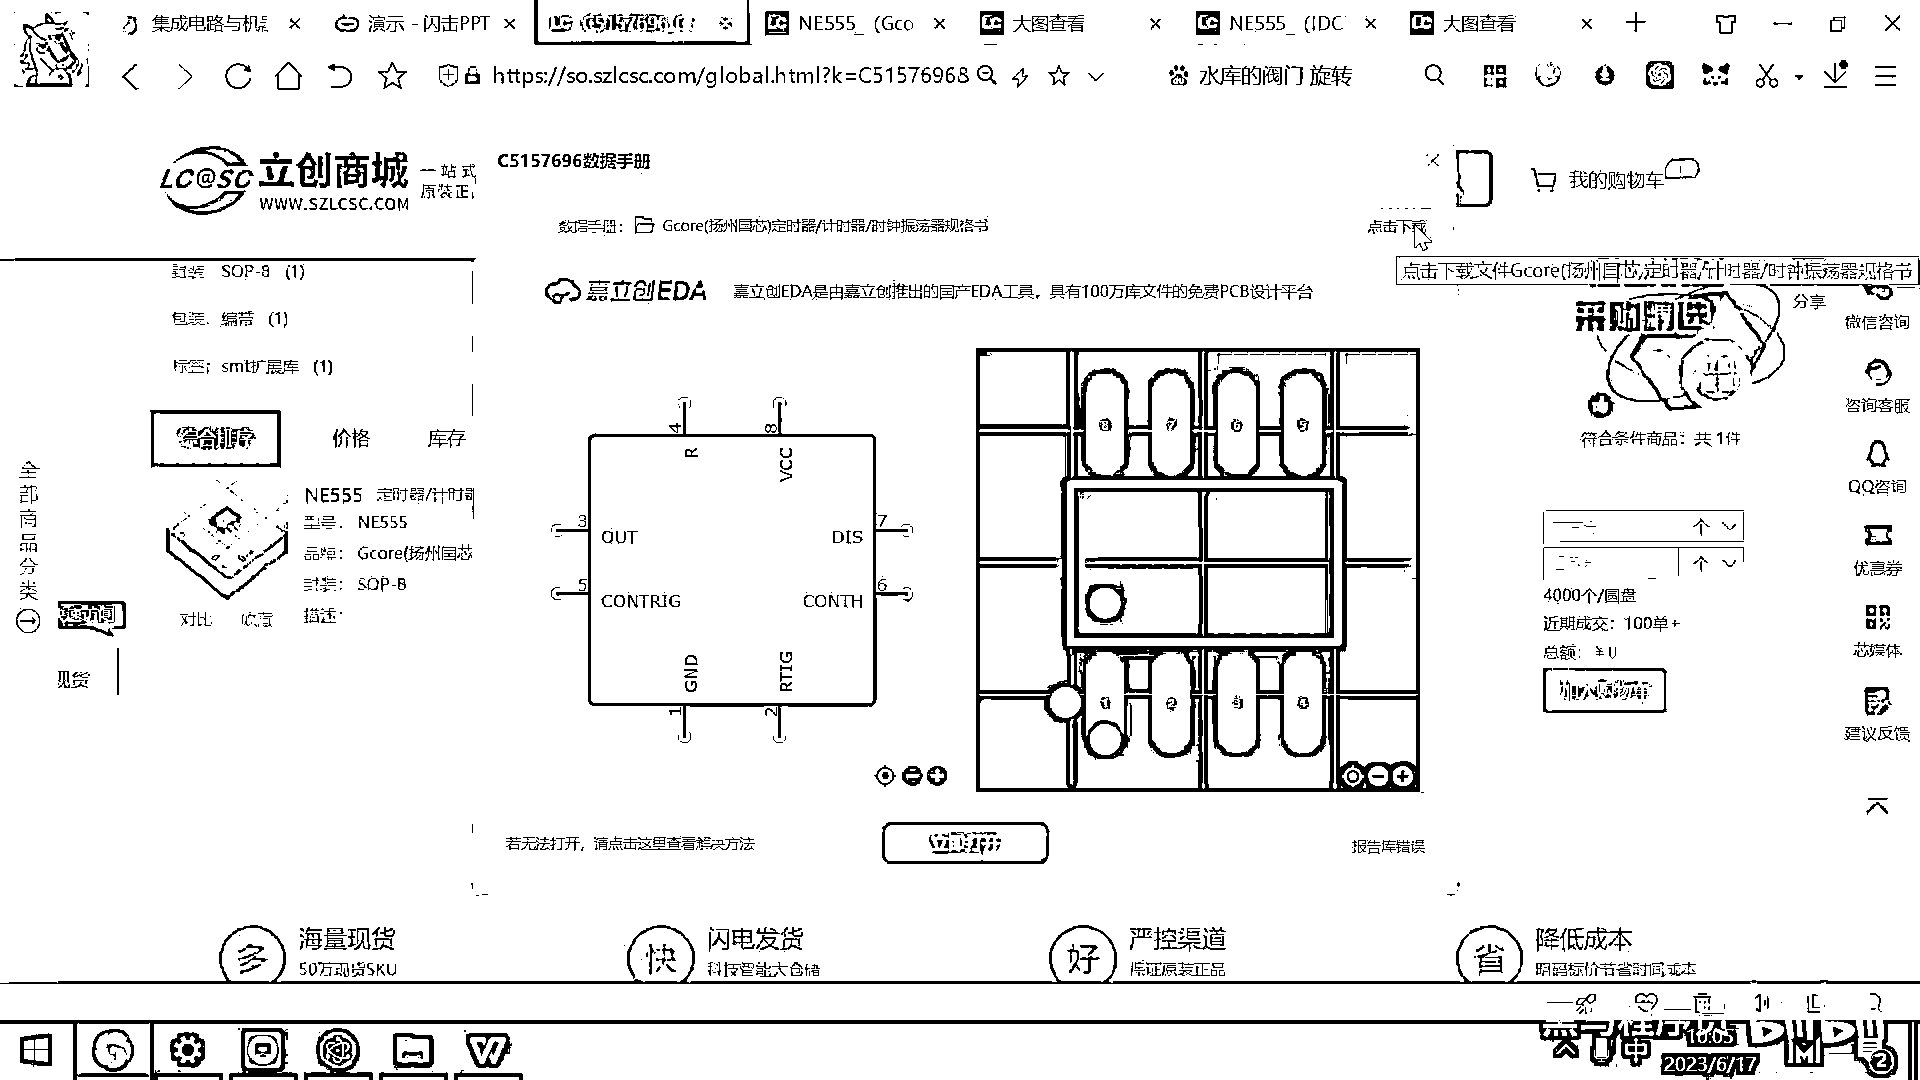 集成电路与机
演示 - 闪击PPT
NE555_ (Gco
大图查看
NE555_ (IDC
大图查看
https://so.szlcsc.com/global.html?k=C5157696&
水库的阀门 旋转
LC@SC 立创商城
WWW.SZLCSC.COM
一站式
原装正
C5157696数据手册
我的购物车
数据手册：
Gcore(扬州国芯)定时器/计时器/时钟振荡器规格书
点击下载
点击下载文件Gcore(扬州国芯)定时器/计时器/时钟振荡器规格书
嘉立创EDA
嘉立创EDA是由嘉立创推出的国产EDA工具，具有100万库文件的免费PCB设计平台
封装: SOP-8 (1)
包装: 编带 (1)
标签: smt扩展库 (1)
综合排序
价格
库存
全部商品分类
NE555 定时器/计时器
型号: NE555
品牌: Gcore(扬州国芯
封装: SOP-8
描述:
对比
收藏
现货
4
R
8
VCC
3
OUT
7
DIS
5
CONTRIG
6
CONTH
GND
1
RTIG
2
8
7
6
5
1
2
3
4
采购精选
分享
符合条件商品：共 1件
个
个
4000个/圆盘
近期成交：100单+
总额：￥0
加入购物车
微信咨询
咨询客服
QQ咨询
优惠券
芯媒体
建议反馈
若无法打开，请点击这里查看解决方法
立即打开
报告库错误
多
海量现货
50万现货SKU
快
闪电发货
科技智能大仓储
好
严控渠道
保证原装正品
省
降低成本
明码标价节省时间成本
中
16:05
2023/6/17
2